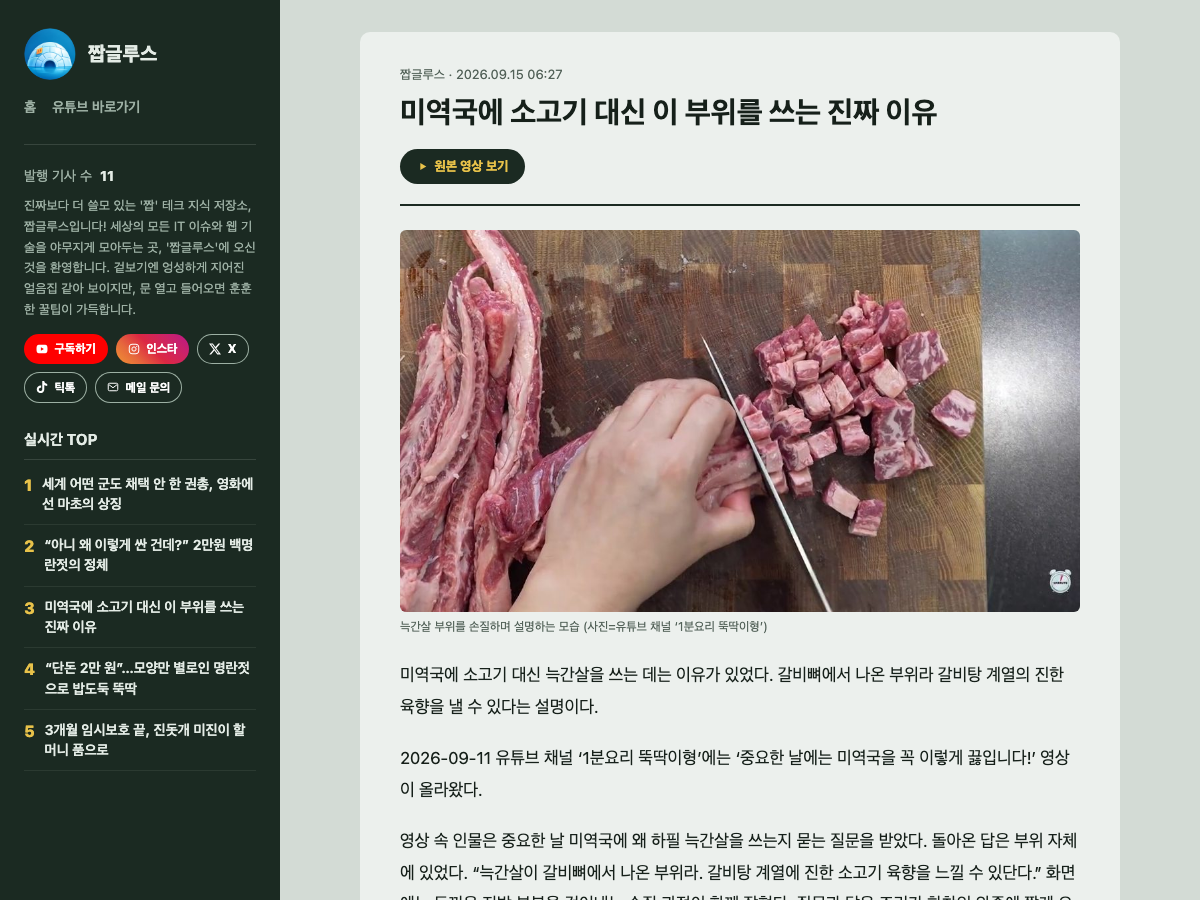 짭글루스
홈 유튜브 바로가기
발행 기사 수 11
진짜보다 더 쓸모 있는 '짭' 테크 지식 저장소,
짭글루스입니다! 세상의 모든 IT 이슈와 웹 기
술을 야무지게 모아두는 곳, '짭글루스'에 오신
것을 환영합니다. 겉보기엔 엉성하게 지어진
얼음집 같아 보이지만, 문 열고 들어오면 훈훈
한 꿀팁이 가득합니다.
구독하기 인스타 X
틱톡 메일 문의
실시간 TOP
1 세계 어떤 군도 채택 안 한 권총, 영화에
선 마초의 상징
2 “아니 왜 이렇게 싼 건데?” 2만원 백명
란젓의 정체
3 미역국에 소고기 대신 이 부위를 쓰는
진짜 이유
4 “단돈 2만 원”…모양만 별로인 명란젓
으로 밥도둑 뚝딱
5 3개월 임시보호 끝, 진돗개 미진이 할
머니 품으로
짭글루스 · 2026.09.15 06:27
미역국에 소고기 대신 이 부위를 쓰는 진짜 이유
원본 영상 보기
늑간살 부위를 손질하며 설명하는 모습 (사진=유튜브 채널 ‘1분요리 뚝딱이형’)
미역국에 소고기 대신 늑간살을 쓰는 데는 이유가 있었다. 갈비뼈에서 나온 부위라 갈비탕 계열의 진한
육향을 낼 수 있다는 설명이다.
2026-09-11 유튜브 채널 ‘1분요리 뚝딱이형’에는 ‘중요한 날에는 미역국을 꼭 이렇게 끓입니다!’ 영상
이 올라왔다.
영상 속 인물은 중요한 날 미역국에 왜 하필 늑간살을 쓰는지 묻는 질문을 받았다. 돌아온 답은 부위 자체
에 있었다. “늑간살이 갈비뼈에서 나온 부위라. 갈비탕 계열에 진한 소고기 육향을 느낄 수 있단다.” 화면